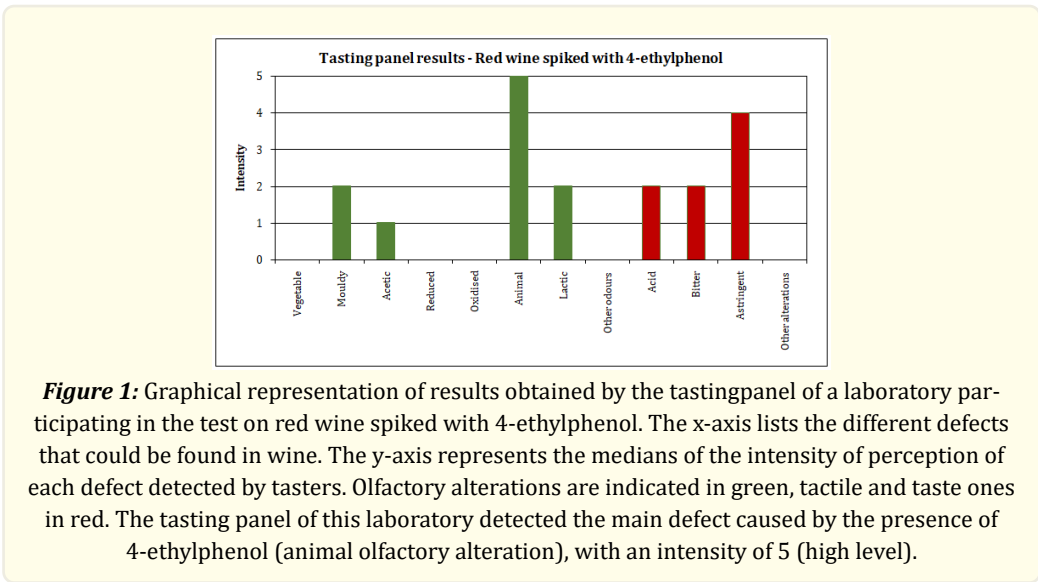 Tasting panel results - Red wine spiked with 4-ethylphenol
Intensity
5
4
3
2
1
0
Vegetable
Mouldy
Acetic
Reduced
Oxidised
Animal
Lactic
Other odours
Acid
Bitter
Astringent
Other alterations
Figure 1: Graphical representation of results obtained by the tastingpanel of a laboratory par-
ticipating in the test on red wine spiked with 4-ethylphenol. The x-axis lists the different defects
that could be found in wine. The y-axis represents the medians of the intensity of perception of
each defect detected by tasters. Olfactory alterations are indicated in green, tactile and taste ones
in red. The tasting panel of this laboratory detected the main defect caused by the presence of
4-ethylphenol (animal olfactory alteration), with an intensity of 5 (high level).